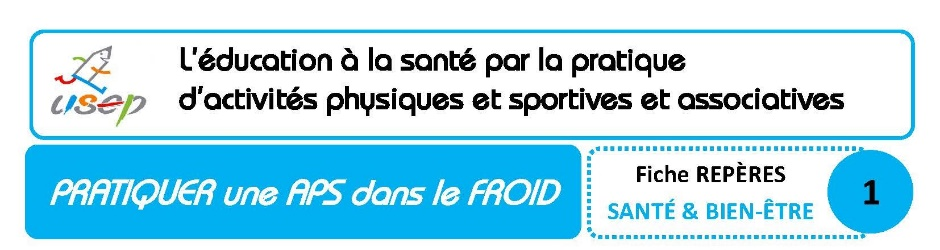 L'éducation à la santé par la pratique
usep
d'activités physiques et sportives et associatives
PRATIQUER une APS dans le FROID
Fiche REPÈRES
SANTÉ & BIEN-ÊTRE
1